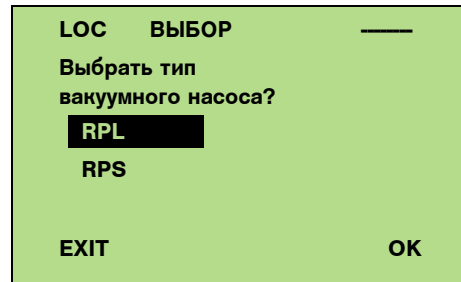 LOC ВЫБОР -------
Выбрать тип
вакуумного насоса?
RPL
RPS
EXIT OK